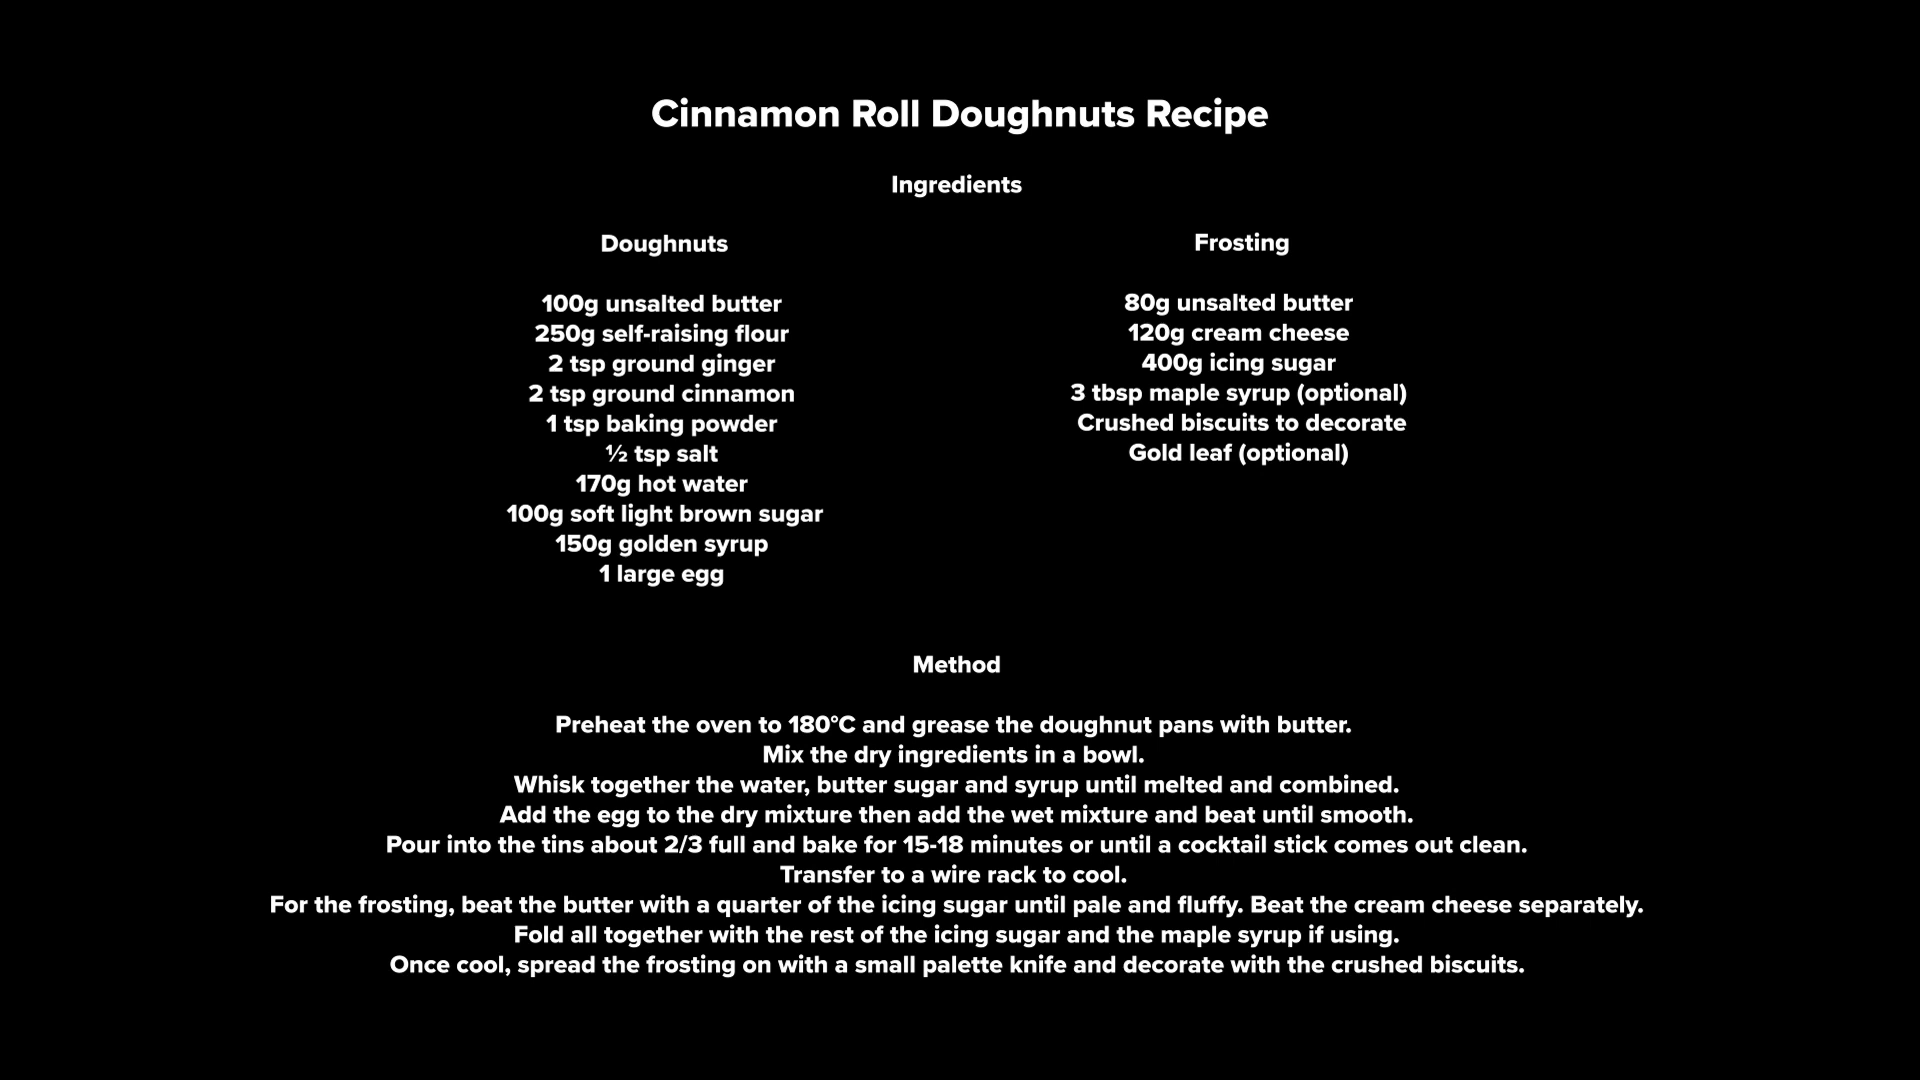 Cinnamon Roll Doughnuts Recipe
Ingredients
Doughnuts
100g unsalted butter
250g self-raising flour
2 tsp ground ginger
2 tsp ground cinnamon
1 tsp baking powder
½ tsp salt
170g hot water
100g soft light brown sugar
150g golden syrup
1 large egg
Frosting
80g unsalted butter
120g cream cheese
400g icing sugar
3 tbsp maple syrup (optional)
Crushed biscuits to decorate
Gold leaf (optional)
Method
Preheat the oven to 180°C and grease the doughnut pans with butter.
Mix the dry ingredients in a bowl.
Whisk together the water, butter sugar and syrup until melted and combined.
Add the egg to the dry mixture then add the wet mixture and beat until smooth.
Pour into the tins about 2/3 full and bake for 15-18 minutes or until a cocktail stick comes out clean.
Transfer to a wire rack to cool.
For the frosting, beat the butter with a quarter of the icing sugar until pale and fluffy. Beat the cream cheese separately.
Fold all together with the rest of the icing sugar and the maple syrup if using.
Once cool, spread the frosting on with a small palette knife and decorate with the crushed biscuits.